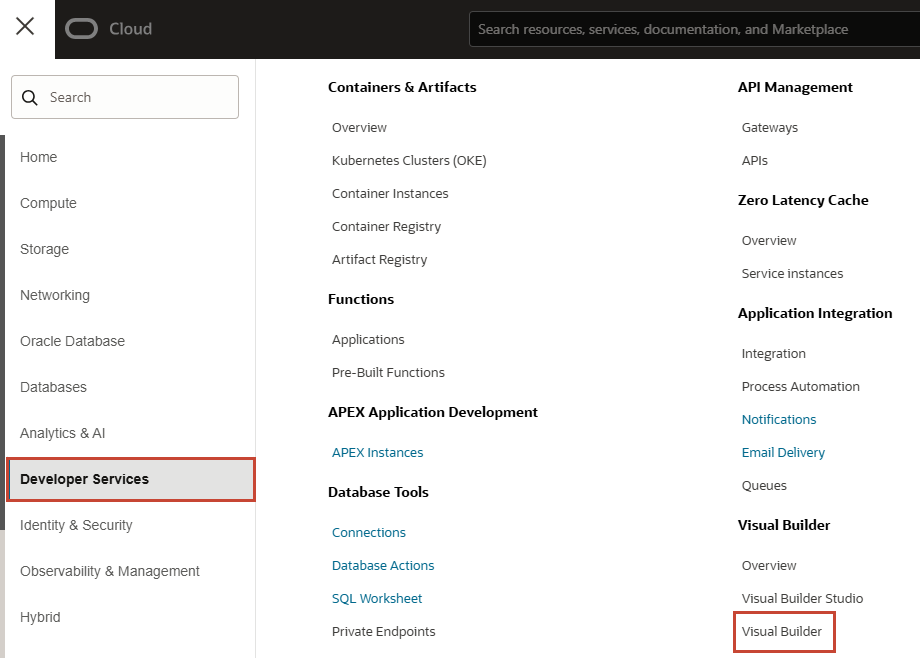 Cloud
Search resources, services, documentation, and Marketplace
Search
Home
Compute
Storage
Networking
Oracle Database
Databases
Analytics & AI
Developer Services
Identity & Security
Observability & Management
Hybrid
Containers & Artifacts
Overview
Kubernetes Clusters (OKE)
Container Instances
Container Registry
Artifact Registry
Functions
Applications
Pre-Built Functions
APEX Application Development
APEX Instances
Database Tools
Connections
Database Actions
SQL Worksheet
Private Endpoints
API Management
Gateways
APIs
Zero Latency Cache
Overview
Service instances
Application Integration
Integration
Process Automation
Notifications
Email Delivery
Queues
Visual Builder
Overview
Visual Builder Studio
Visual Builder